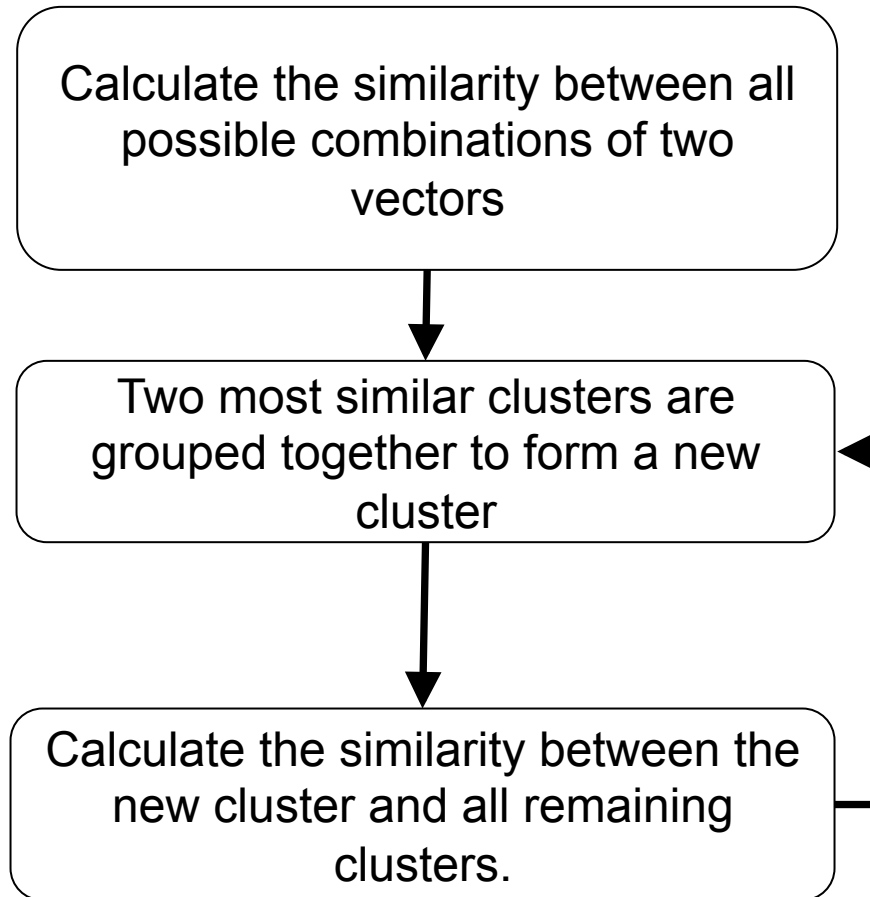 Calculate the similarity between all
possible combinations of two
vectors
Two most similar clusters are
grouped together to form a new
cluster
Calculate the similarity between the
new cluster and all remaining
clusters.